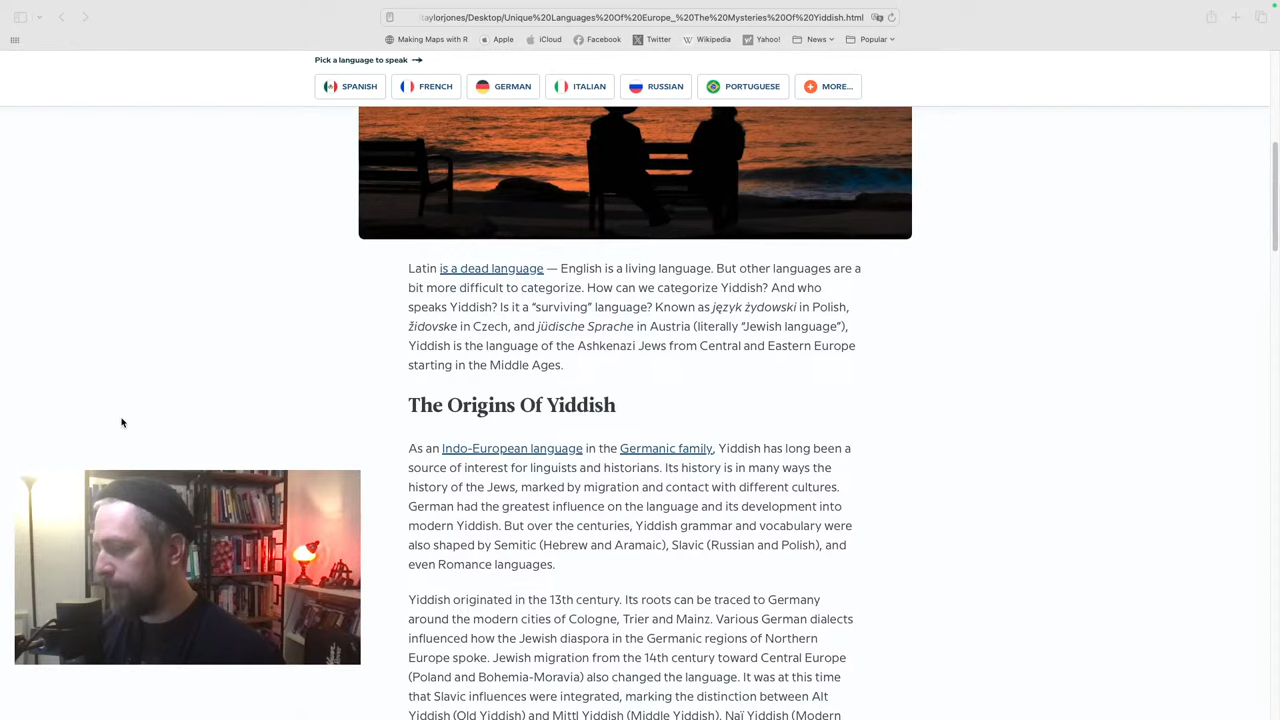 aylorjones/Desktop/Unique%20Languages%20Of%20Europe_%20The%20Mysteries%20Of%20Yiddish.html
Making Maps with R Apple iCloud Facebook Twitter Wikipedia Yahoo! News Popular
Pick a language to speak →
SPANISH FRENCH GERMAN ITALIAN RUSSIAN PORTUGUESE MORE...
Latin is a dead language — English is a living language. But other languages are a
bit more difficult to categorize. How can we categorize Yiddish? And who
speaks Yiddish? Is it a “surviving” language? Known as język żydowski in Polish,
židovske in Czech, and jüdische Sprache in Austria (literally “Jewish language”),
Yiddish is the language of the Ashkenazi Jews from Central and Eastern Europe
starting in the Middle Ages.
The Origins Of Yiddish
As an Indo-European language in the Germanic family, Yiddish has long been a
source of interest for linguists and historians. Its history is in many ways the
history of the Jews, marked by migration and contact with different cultures.
German had the greatest influence on the language and its development into
modern Yiddish. But over the centuries, Yiddish grammar and vocabulary were
also shaped by Semitic (Hebrew and Aramaic), Slavic (Russian and Polish), and
even Romance languages.
Yiddish originated in the 13th century. Its roots can be traced to Germany
around the modern cities of Cologne, Trier and Mainz. Various German dialects
influenced how the Jewish diaspora in the Germanic regions of Northern
Europe spoke. Jewish migration from the 14th century toward Central Europe
(Poland and Bohemia-Moravia) also changed the language. It was at this time
that Slavic influences were integrated, marking the distinction between Alt
Yiddish (Old Yiddish) and Mittl Yiddish (Middle Yiddish). Naï Yiddish (Modern